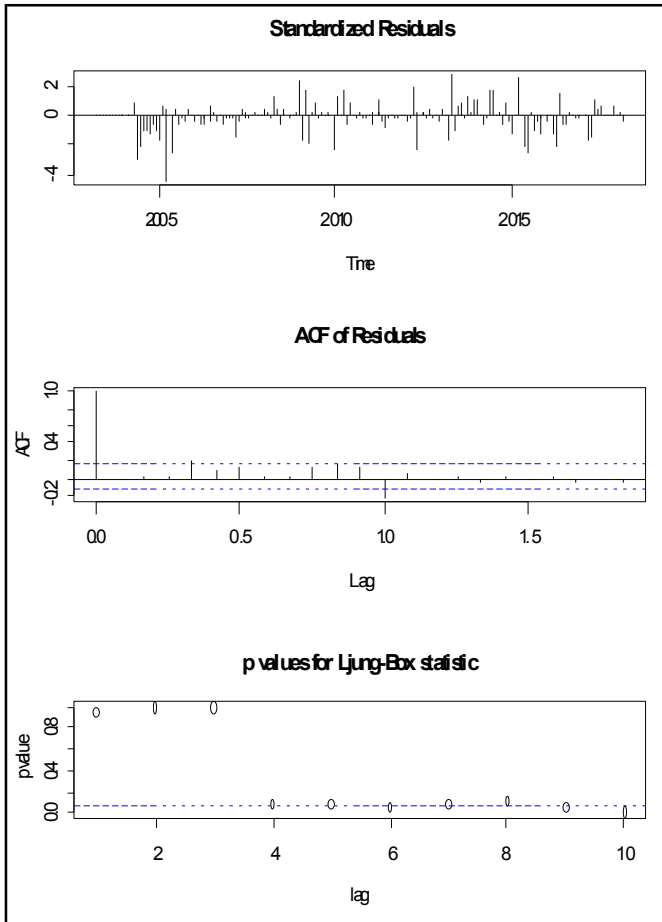 Standardized Residuals
2
0
-4
2005
2010
2015
Time
ACF of Residuals
1.0
0.4
-0.2
ACF
0.0
0.5
1.0
1.5
Lag
p values for Ljung-Box statistic
0.8
0.4
0.0
p value
2
4
6
8
10
lag